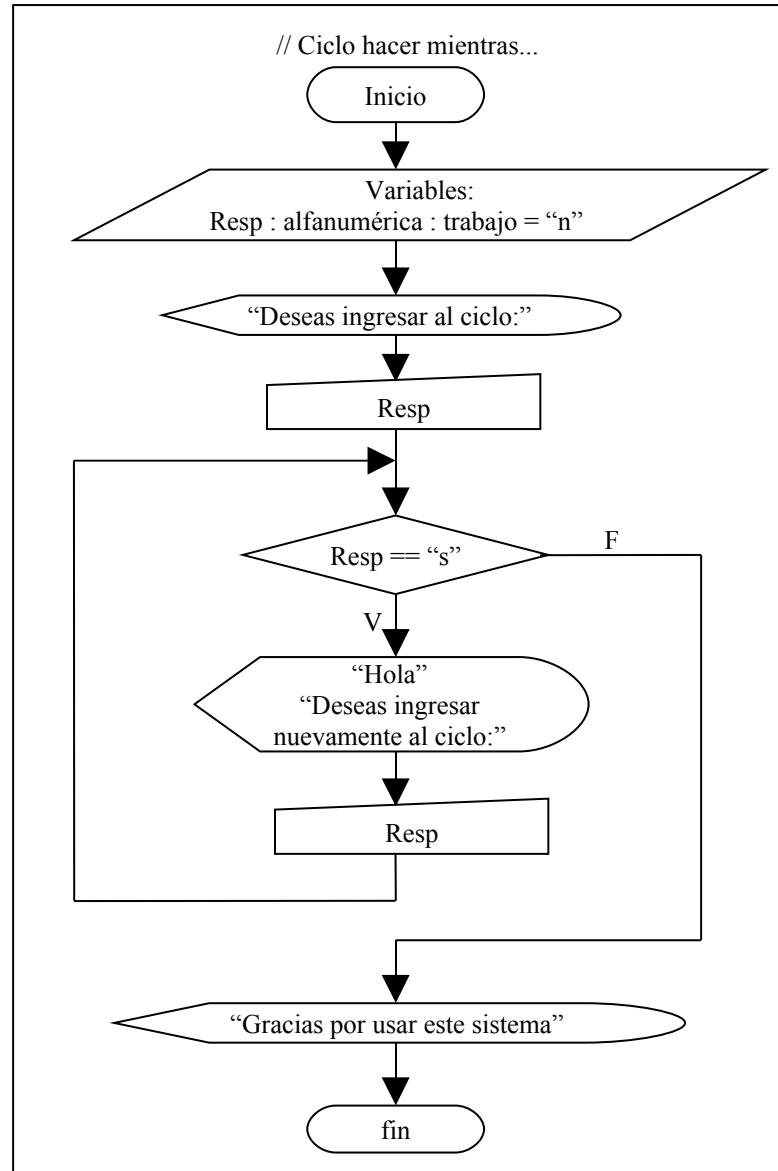 // Ciclo hacer mientras...
Inicio
Variables:
Resp : alfanumérica : trabajo = “n”
“Deseas ingresar al ciclo:”
Resp
Resp == “s”
F
V
“Hola”
“Deseas ingresar
nuevamente al ciclo:”
Resp
“Gracias por usar este sistema”
fin